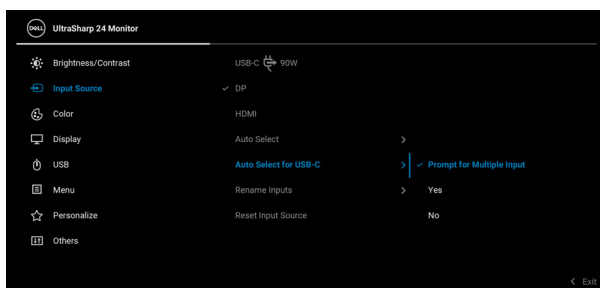 DELL
UltraSharp 24 Monitor
Brightness/Contrast
Input Source
Color
Display
USB
Menu
Personalize
Others
USB-C 90W
DP
HDMI
Auto Select
Auto Select for USB-C
Rename Inputs
Reset Input Source
Prompt for Multiple Input
Yes
No
Exit